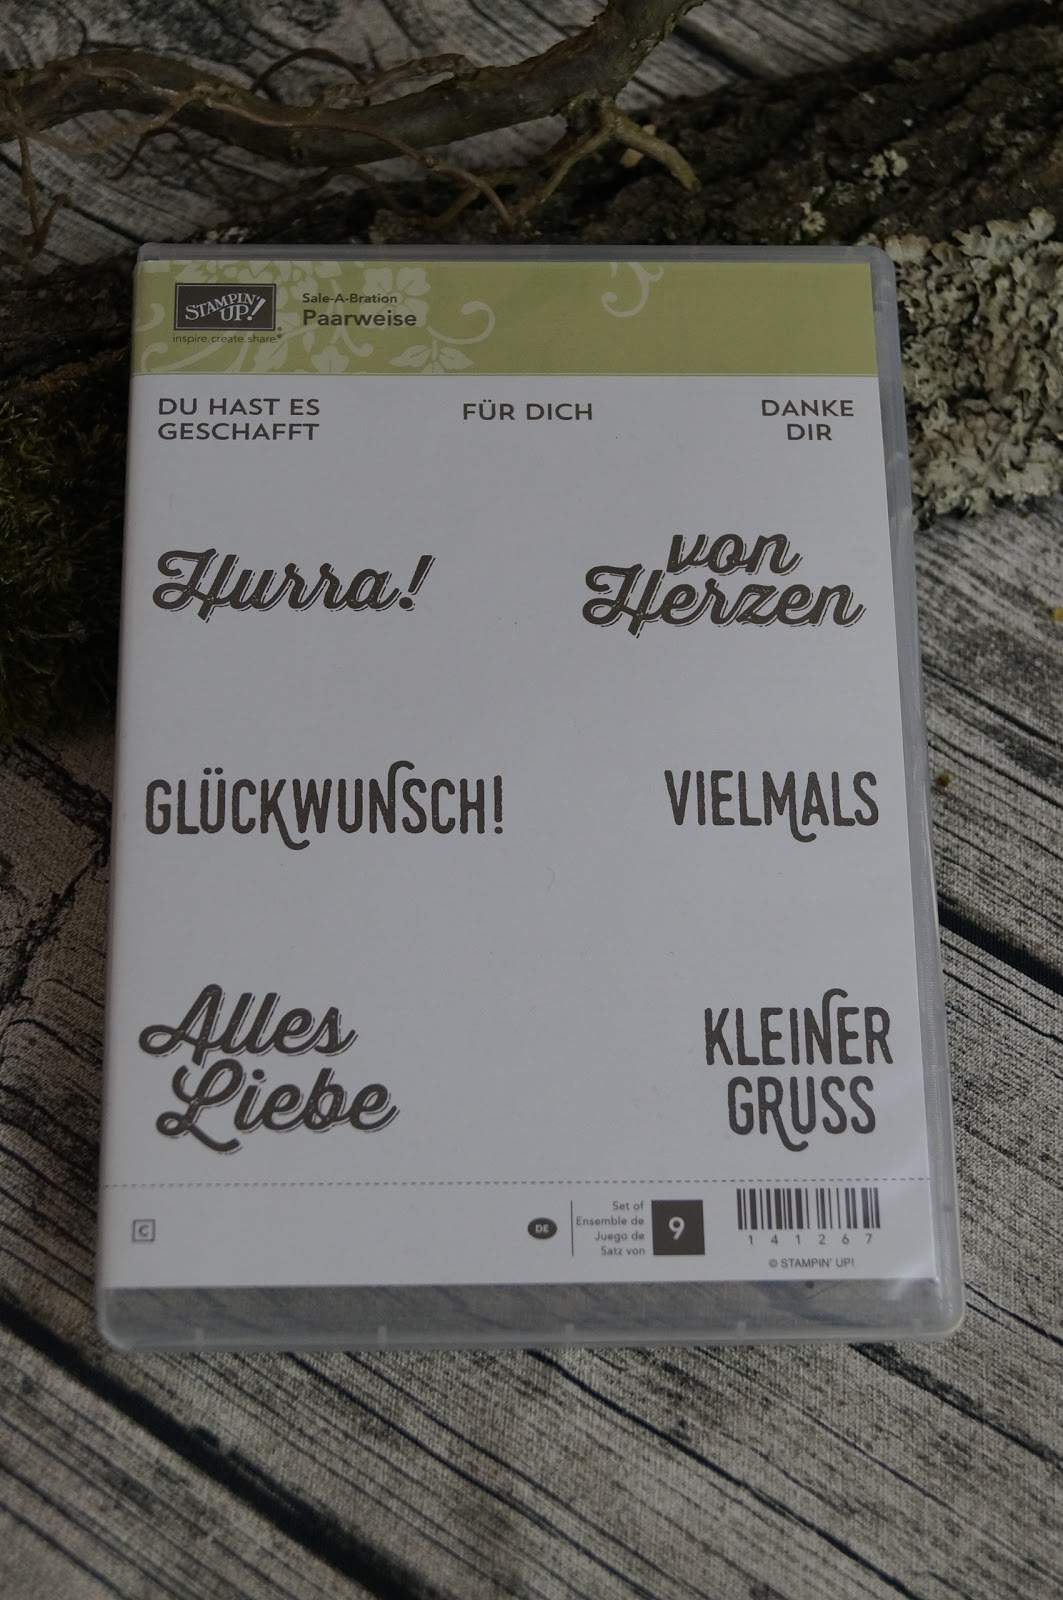 STAMPIN' UP!
inspire. create. share.®
Sale-A-Bration
Paarweise
DU HAST ES
GESCHAFFT
FÜR DICH
DANKE
DIR
Hurra!
von
Herzen
GLÜCKWUNSCH!
VIELMALS
Alles
Liebe
KLEINER
GRUSS
C
DE
Set of
Ensemble de
Juego de
Satz von
9
141267
© STAMPIN' UP!